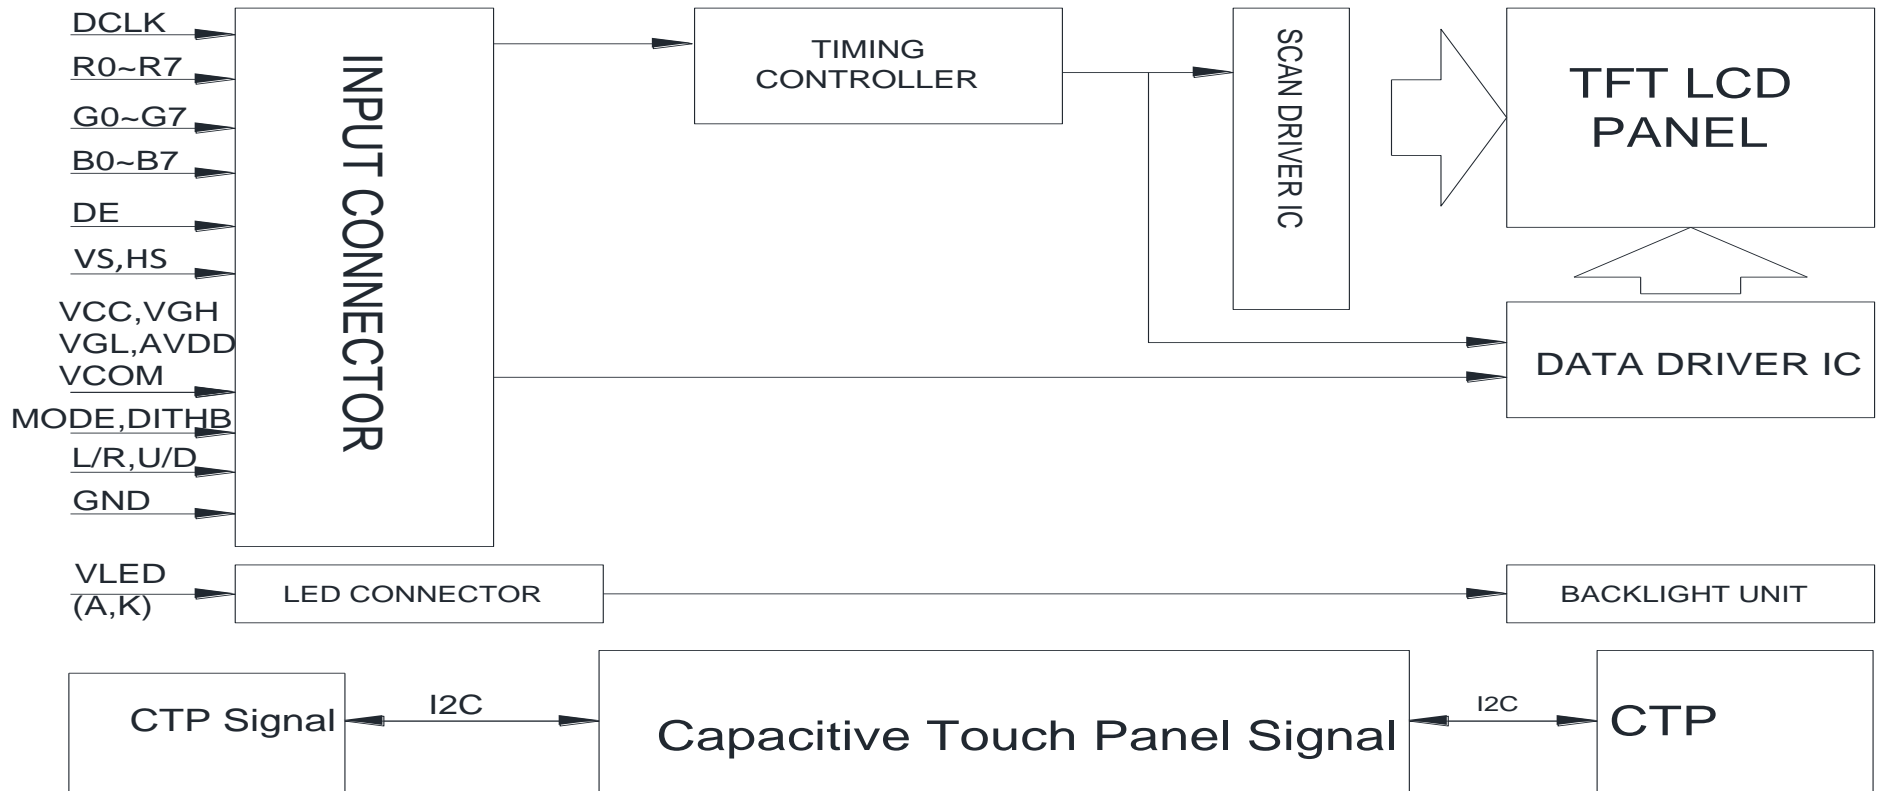 DCLK
R0~R7
G0~G7
B0~B7
DE
VS,HS
VCC,VGH
VGL,AVDD
VCOM
MODE,DITHB
L/R,U/D
GND
INPUT CONNECTOR
TIMING
CONTROLLER
SCAN DRIVER IC
TFT LCD
PANEL
DATA DRIVER IC
VLED
(A,K)
LED CONNECTOR
BACKLIGHT UNIT
CTP Signal
I2C
Capacitive Touch Panel Signal
I2C
CTP